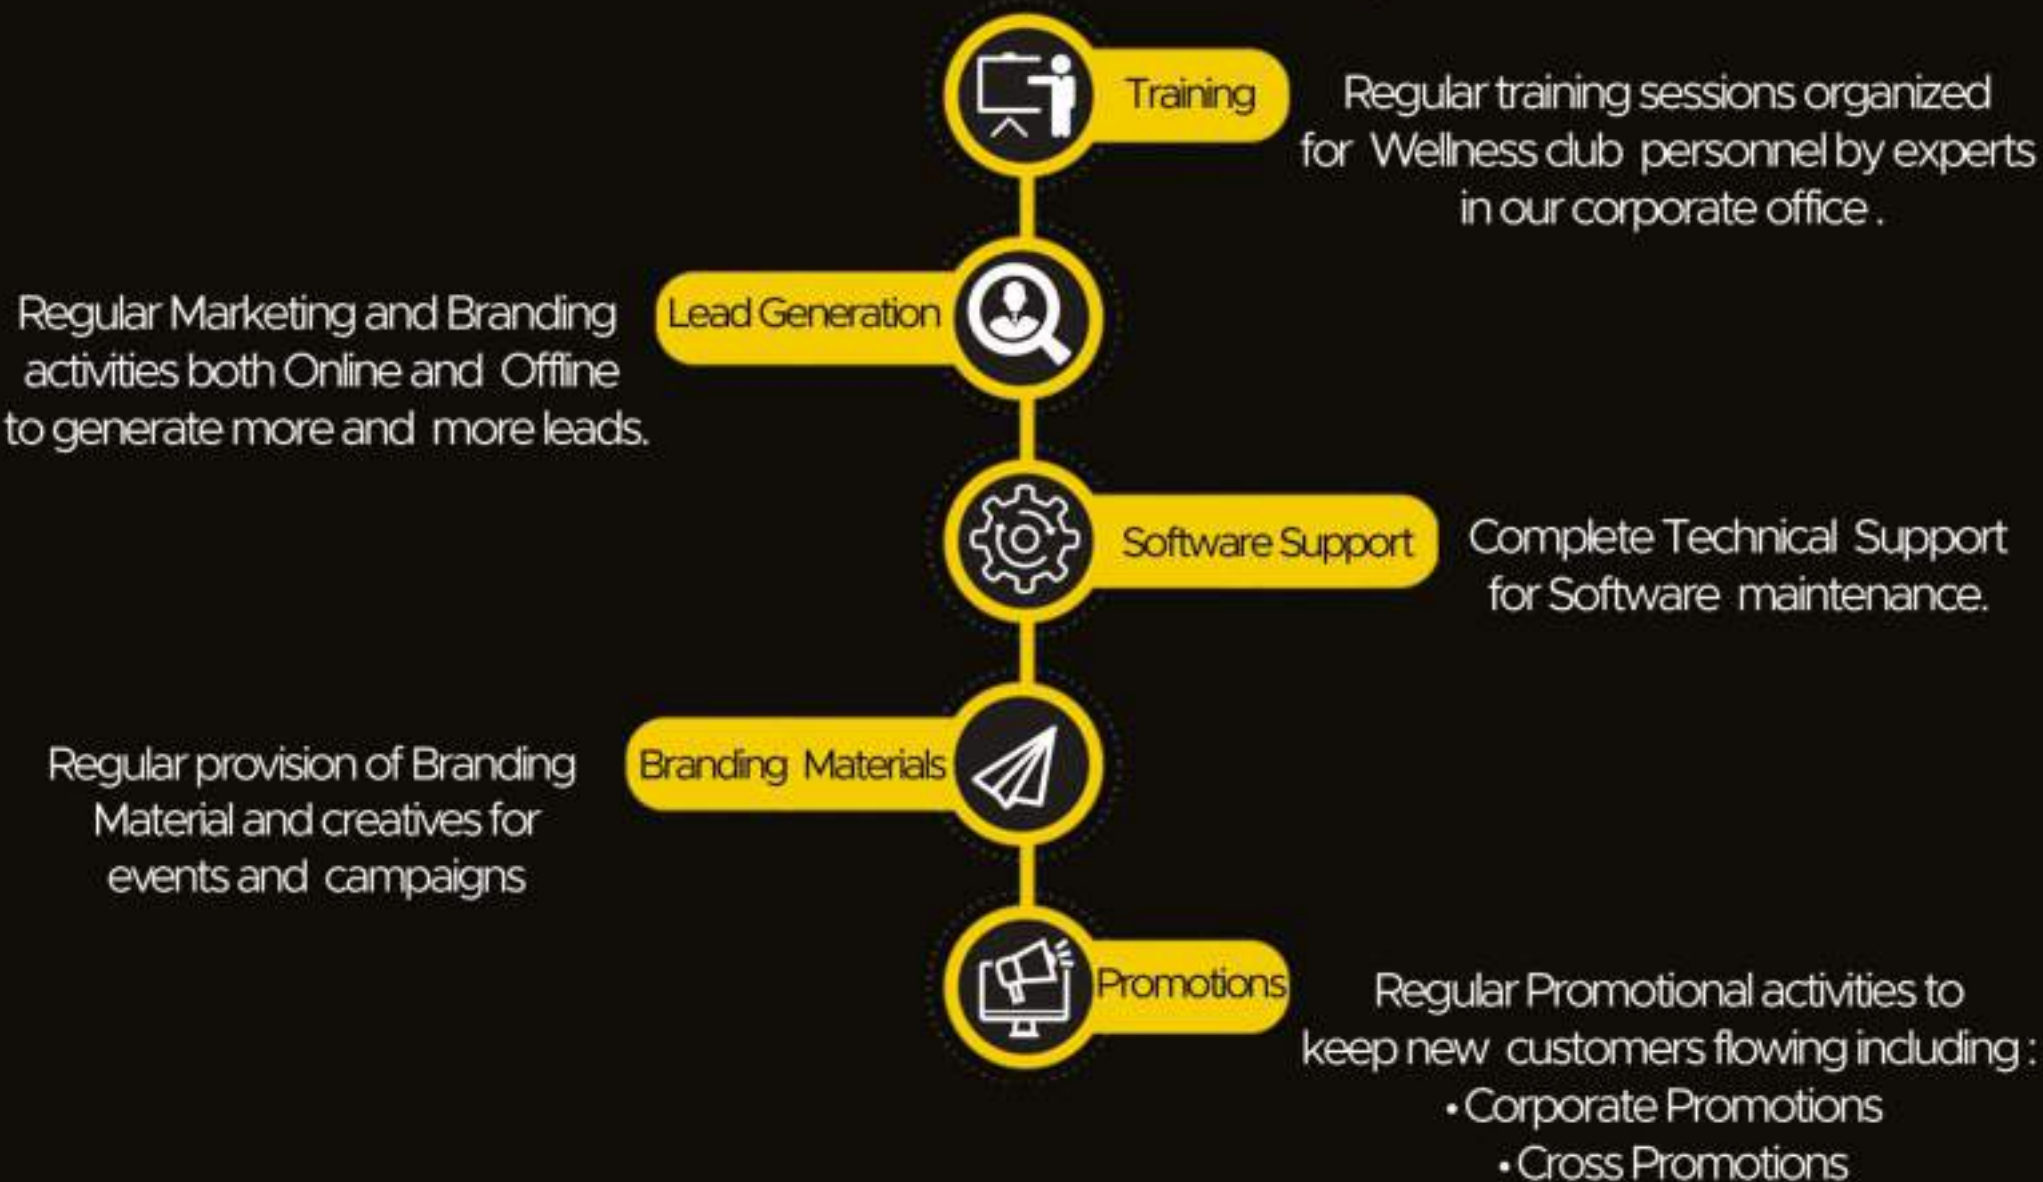 Training
Regular training sessions organized
for Wellness club personnel by experts
in our corporate office .
Lead Generation
Regular Marketing and Branding
activities both Online and Offline
to generate more and more leads.
Software Support
Complete Technical Support
for Software maintenance.
Branding Materials
Regular provision of Branding
Material and creatives for
events and campaigns
Promotions
Regular Promotional activities to
keep new customers flowing including :
• Corporate Promotions
• Cross Promotions